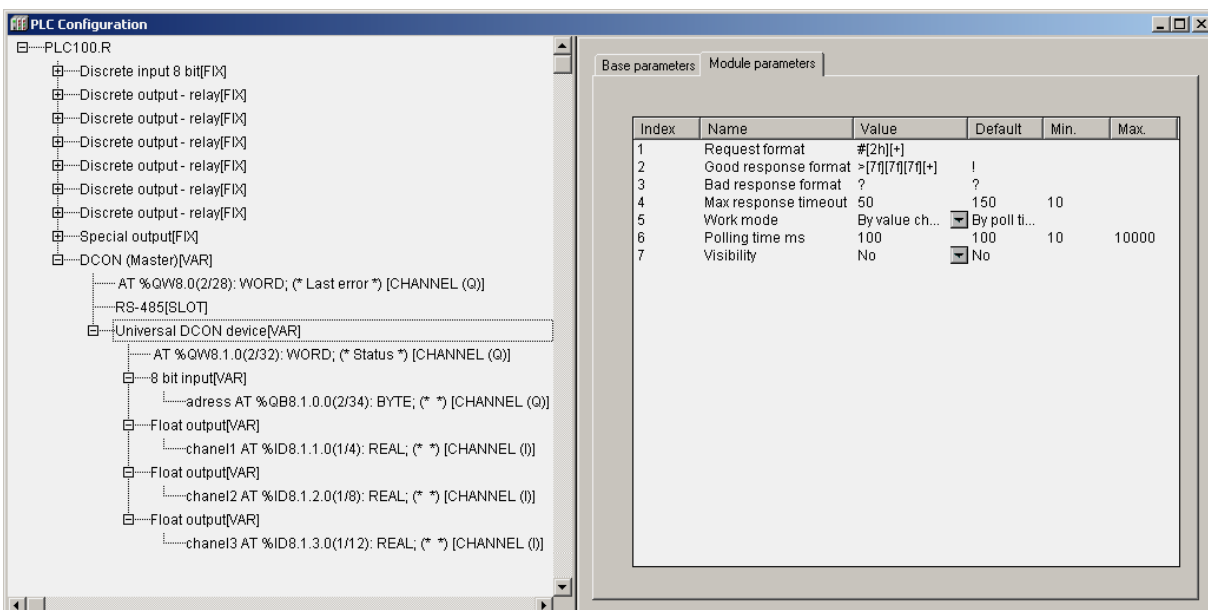 PLC Configuration
PLC100.R
Discrete input 8 bit[FIX]
Discrete output - relay[FIX]
Discrete output - relay[FIX]
Discrete output - relay[FIX]
Discrete output - relay[FIX]
Discrete output - relay[FIX]
Discrete output - relay[FIX]
Special output[FIX]
DCON (Master)[VAR]
AT %QW8.0(2/28): WORD; (* Last error *) [CHANNEL (Q)]
RS-485[SLOT]
Universal DCON device[VAR]
AT %QW8.1.0(2/32): WORD; (* Status *) [CHANNEL (Q)]
8 bit input[VAR]
adress AT %QB8.1.0.0(2/34): BYTE; (* *) [CHANNEL (Q)]
Float output[VAR]
chanel1 AT %ID8.1.1.0(1/4): REAL; (* *) [CHANNEL (I)]
Float output[VAR]
chanel2 AT %ID8.1.2.0(1/8): REAL; (* *) [CHANNEL (I)]
Float output[VAR]
chanel3 AT %ID8.1.3.0(1/12): REAL; (* *) [CHANNEL (I)]
Base parameters Module parameters
Index Name Value Default Min. Max.
1 Request format #[2h][+]
2 Good response format >[7f][7f][7f][+] !
3 Bad response format ? ?
4 Max response timeout 50 150 10
5 Work mode By value ch... By poll ti...
6 Polling time ms 100 100 10 10000
7 Visibility No No